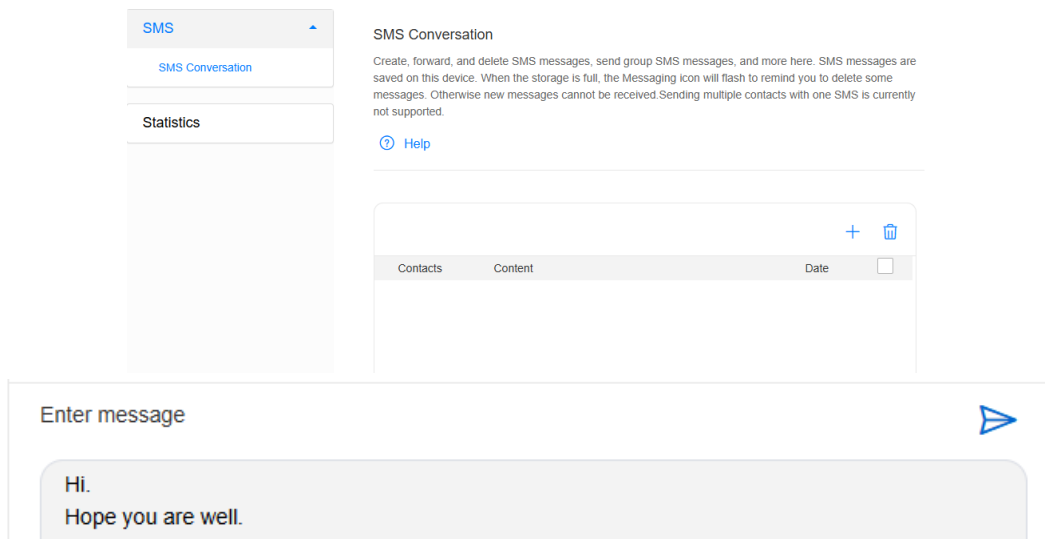 SMS
SMS Conversation
Statistics
SMS Conversation
Create, forward, and delete SMS messages, send group SMS messages, and more here. SMS messages are
saved on this device. When the storage is full, the Messaging icon will flash to remind you to delete some
messages. Otherwise new messages cannot be received.Sending multiple contacts with one SMS is currently
not supported.
? Help
Contacts Content Date
Enter message
Hi.
Hope you are well.